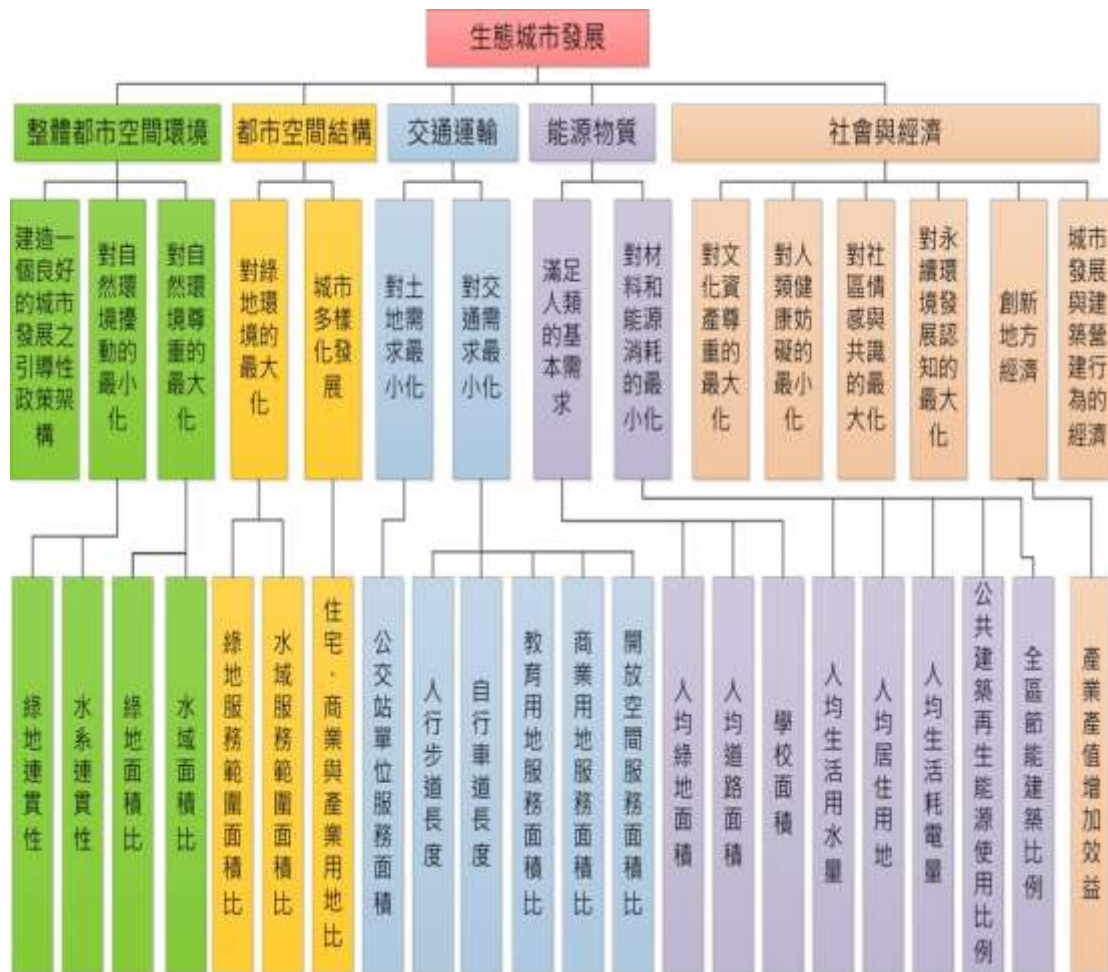 生態城市發展
整體都市空間環境
都市空間結構
交通運輸
能源物質
社會與經濟
建造一
個良好
的城市
發展之
引導性
政策架
構
對自
然環
境擾
動的
最小
化
對自
然環
境尊
重的
最大
化
對綠
地環
境的
最大
化
城市
多樣
化發
展
對土
地需
求最
小化
對交
通需
求最
小化
滿足
人類
的基
本需
求
對材
料和
能源
消耗
的最
小化
對文
化資
產尊
重的
最大
化
對人
類健
康妨
礙的
最小
化
對社
區情
感與
共識
的最
大化
對永
續環
境發
展認
知的
最大
化
創新
地方
經濟
城市
發展
與建
築營
建行
為的
經濟
綠地連貫性
水系連貫性
綠地面積比
水域面積比
綠地服務範圍面積比
水域服務範圍面積比
住宅、商業與產業用地比
公交站單位服務面積
人行步道長度
自行車道長度
教育用地服務面積比
商業用地服務面積比
開放空間服務面積比
人均綠地面積
人均道路面積
學校面積
人均生活用水量
人均居住用地
人均生活耗電量
公共建築再生能源使用比例
全區節能建築比例
產業產值增加效益